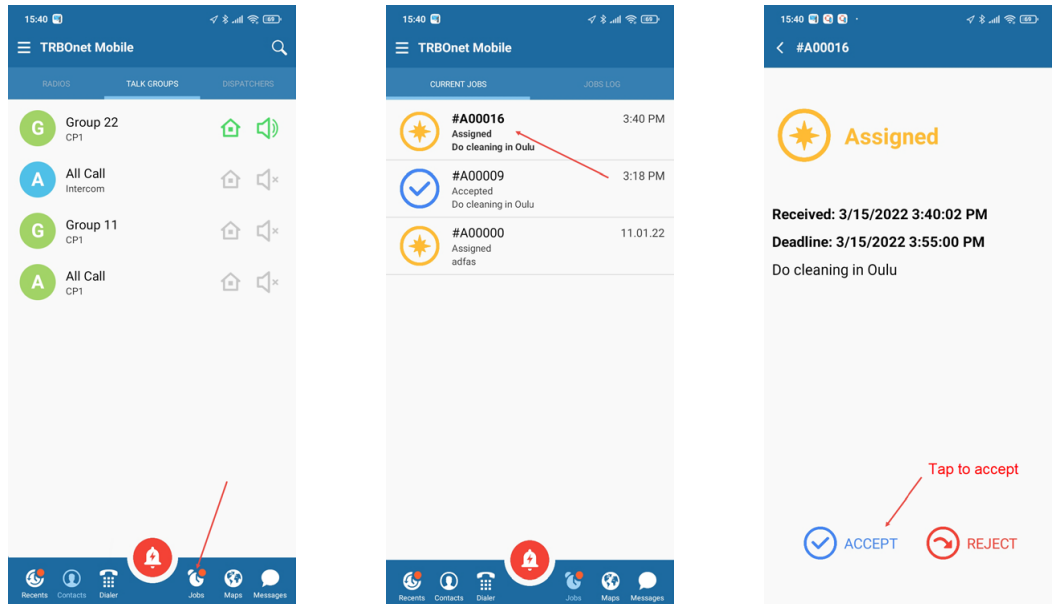 15:40
69
TRBOnet Mobile
RADIOS TALK GROUPS DISPATCHERS
G Group 22
CP1
A All Call
Intercom
G Group 11
CP1
A All Call
CP1
Recents Contacts Dialer Jobs Maps Messages
15:40
69
TRBOnet Mobile
CURRENT JOBS JOBS LOG
#A00016 3:40 PM
Assigned
Do cleaning in Oulu
#A00009 3:18 PM
Accepted
Do cleaning in Oulu
#A00000 11.01.22
Assigned
adfas
Recents Contacts Dialer Jobs Maps Messages
15:40
69
#A00016
Assigned
Received: 3/15/2022 3:40:02 PM
Deadline: 3/15/2022 3:55:00 PM
Do cleaning in Oulu
Tap to accept
ACCEPT REJECT